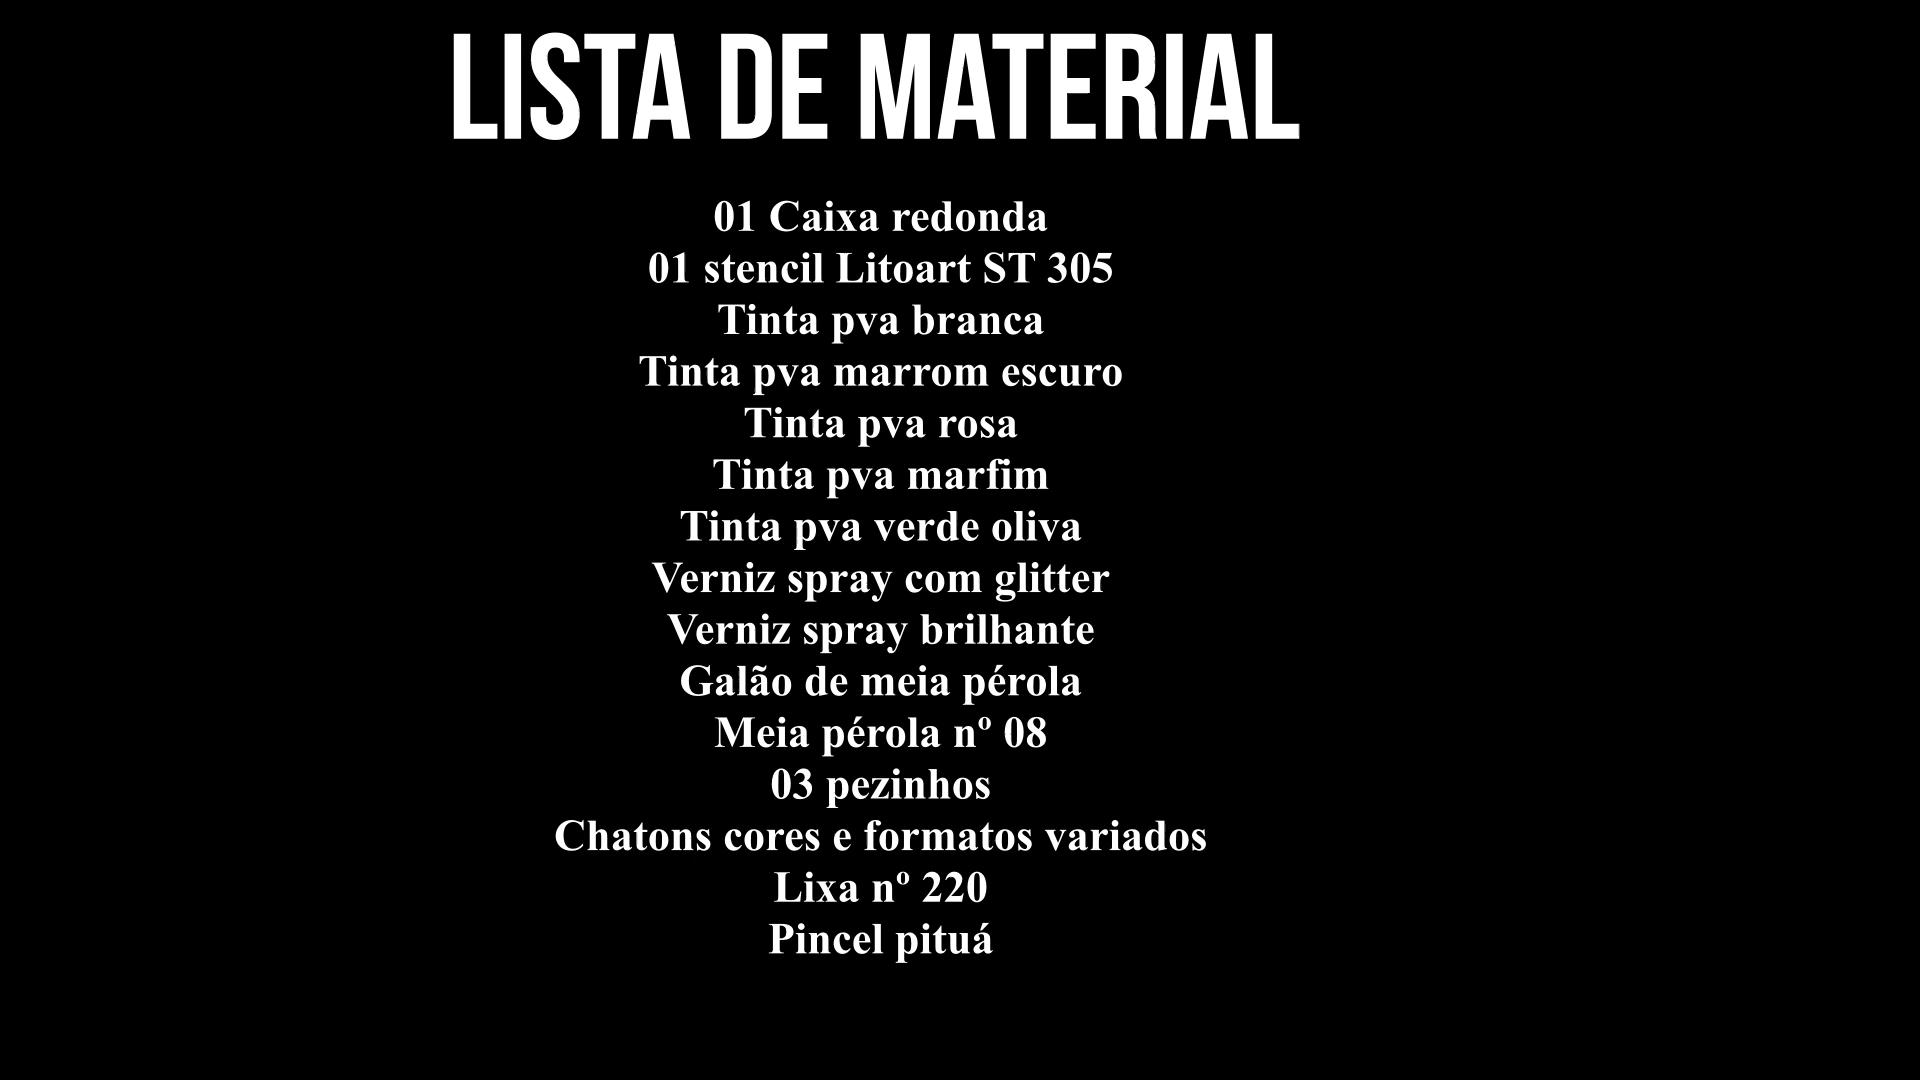 LISTA DE MATERIAL
01 Caixa redonda
01 stencil Litoart ST 305
Tinta pva branca
Tinta pva marrom escuro
Tinta pva rosa
Tinta pva marfim
Tinta pva verde oliva
Verniz spray com glitter
Verniz spray brilhante
Galão de meia pérola
Meia pérola nº 08
03 pezinhos
Chatons cores e formatos variados
Lixa nº 220
Pincel pituá